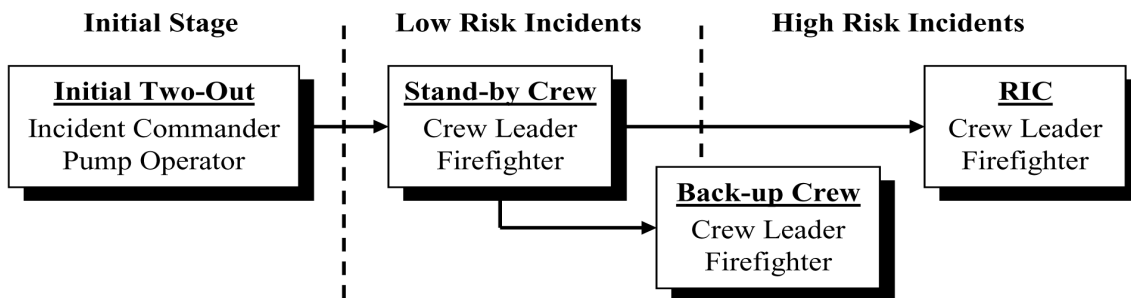 Initial Stage
Low Risk Incidents
High Risk Incidents
Initial Two-Out
Incident Commander
Pump Operator
Stand-by Crew
Crew Leader
Firefighter
RIC
Crew Leader
Firefighter
Back-up Crew
Crew Leader
Firefighter